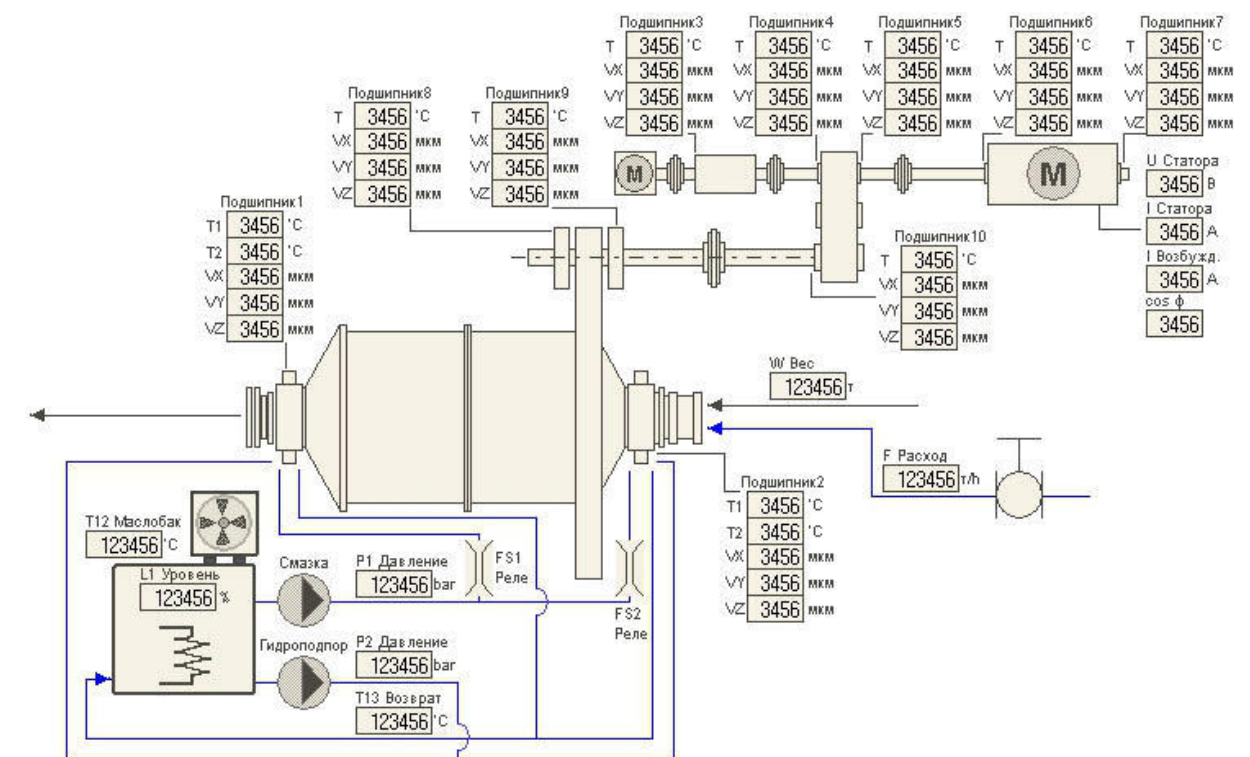 Подшипник3
T 3456 °C
VX 3456 мкм
VY 3456 мкм
VZ 3456 мкм
Подшипник4
T 3456 °C
VX 3456 мкм
VY 3456 мкм
VZ 3456 мкм
Подшипник5
T 3456 °C
VX 3456 мкм
VY 3456 мкм
VZ 3456 мкм
Подшипник6
T 3456 °C
VX 3456 мкм
VY 3456 мкм
VZ 3456 мкм
Подшипник7
T 3456 °C
VX 3456 мкм
VY 3456 мкм
VZ 3456 мкм
Подшипник8
T 3456 °C
VX 3456 мкм
VY 3456 мкм
VZ 3456 мкм
Подшипник9
T 3456 °C
VX 3456 мкм
VY 3456 мкм
VZ 3456 мкм
M
M
U Статора
3456 В
I Статора
3456 А
I Возбужд.
3456 А
cos ϕ
3456
Подшипник1
T1 3456 °C
T2 3456 °C
VX 3456 мкм
VY 3456 мкм
VZ 3456 мкм
Подшипник10
T 3456 °C
VX 3456 мкм
VY 3456 мкм
VZ 3456 мкм
W Вес
123456 т
F Расход
123456 т/h
Подшипник2
T1 3456 °C
T2 3456 °C
VX 3456 мкм
VY 3456 мкм
VZ 3456 мкм
T12 Маслобак
123456 °C
L1 Уровень
123456 %
Смазка
P1 Давление
123456 bar
FS1
Реле
FS2
Реле
Гидроподпор
P2 Давление
123456 bar
T13 Возврат
123456 °C